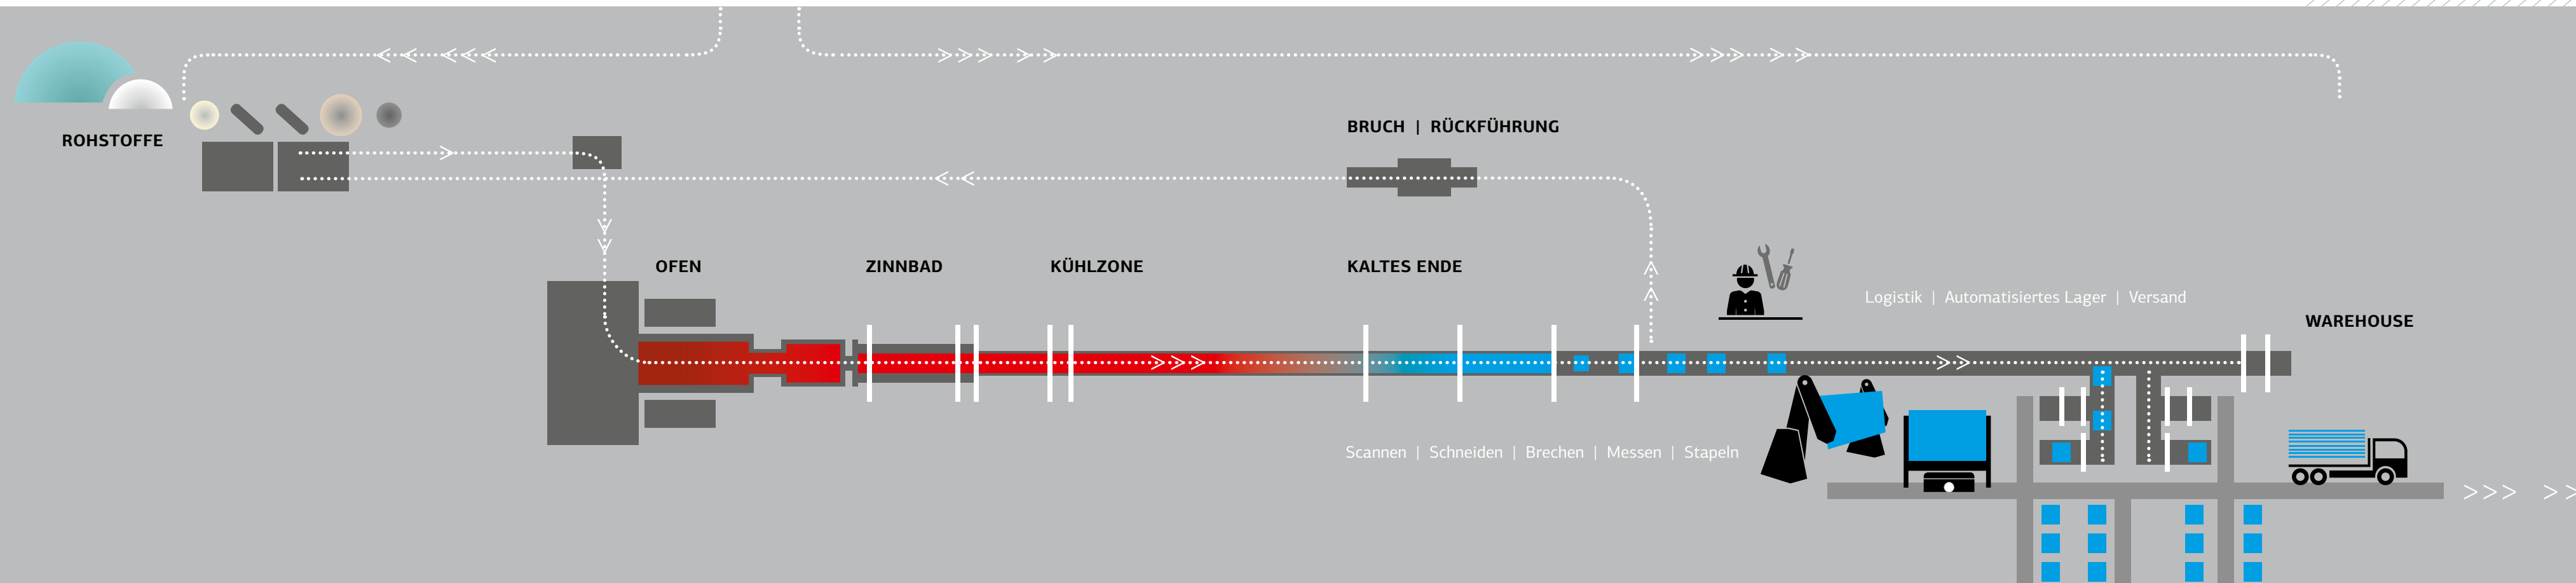 BRUCH | RÜCKFÜHRUNG
ROHSTOFFE
OFEN
ZINNBAD
KÜHLZONE
KALTES ENDE
Logistik | Automatisiertes Lager | Versand
WAREHOUSE
Scannen | Schneiden | Brechen | Messen | Stapeln